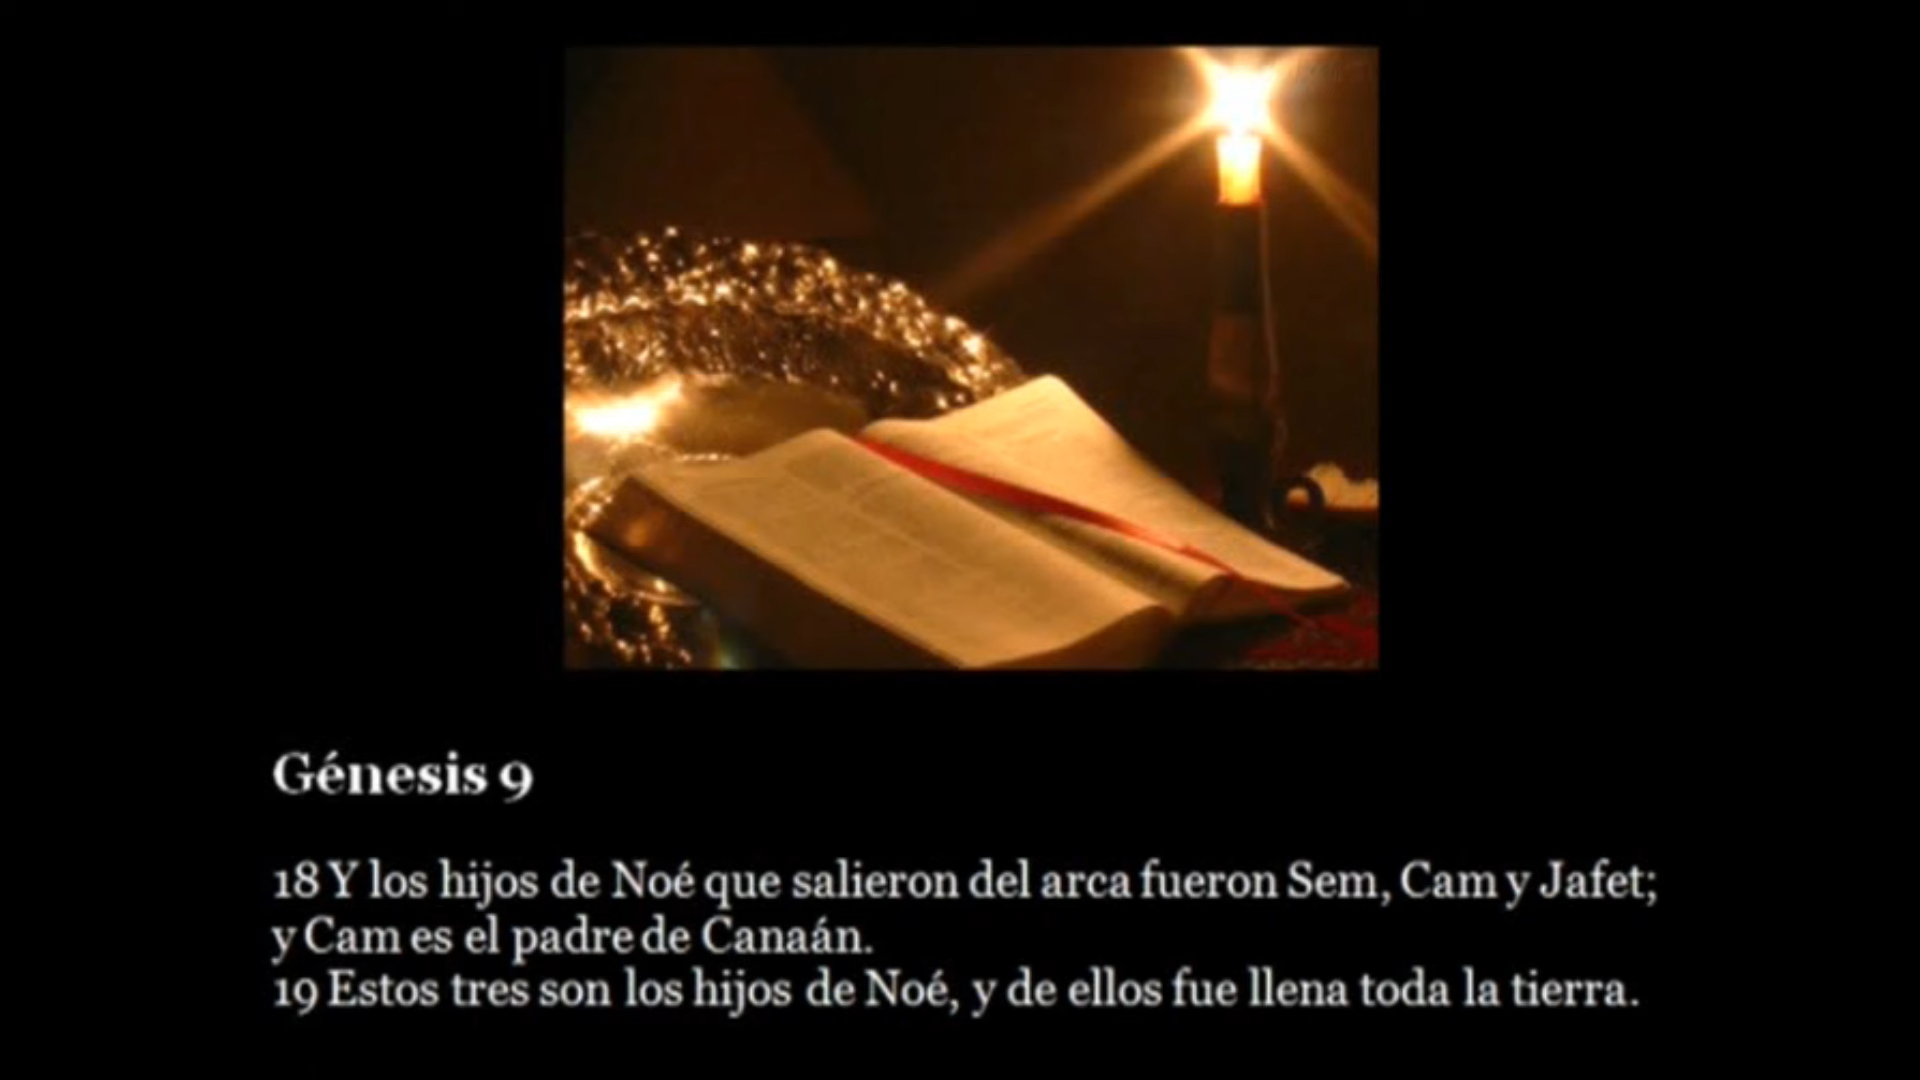 Génesis 9
18 Y los hijos de Noé que salieron del arca fueron Sem, Cam y Jafet;
y Cam es el padre de Canaán.
19 Estos tres son los hijos de Noé, y de ellos fue llena toda la tierra.